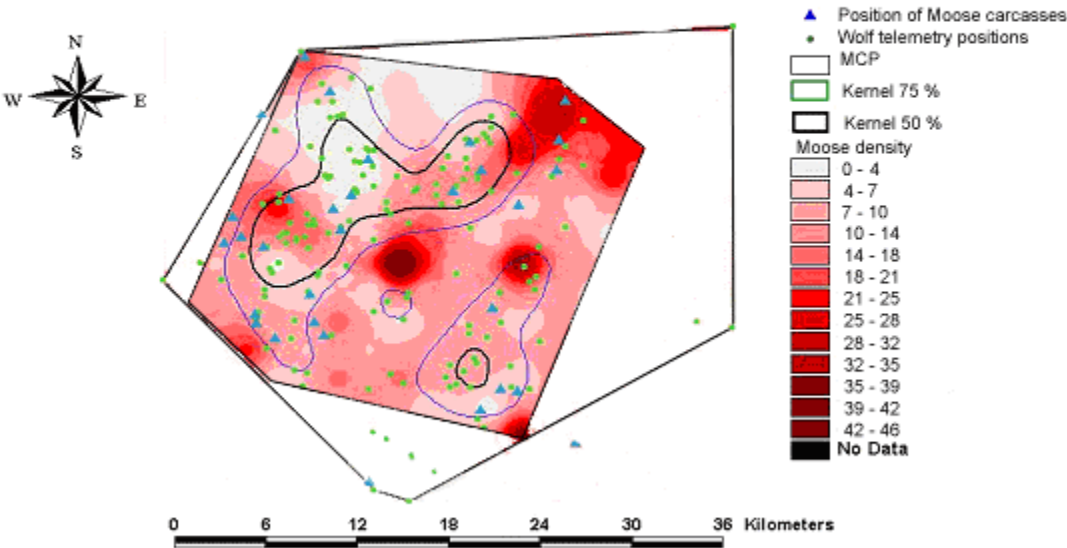 N
W E
S
Position of Moose carcasses
Wolf telemetry positions
MCP
Kernel 75 %
Kernel 50 %
Moose density
0 - 4
4 - 7
7 - 10
10 - 14
14 - 18
18 - 21
21 - 25
25 - 28
28 - 32
32 - 35
35 - 39
39 - 42
42 - 46
No Data
0 6 12 18 24 30 36 Kilometers